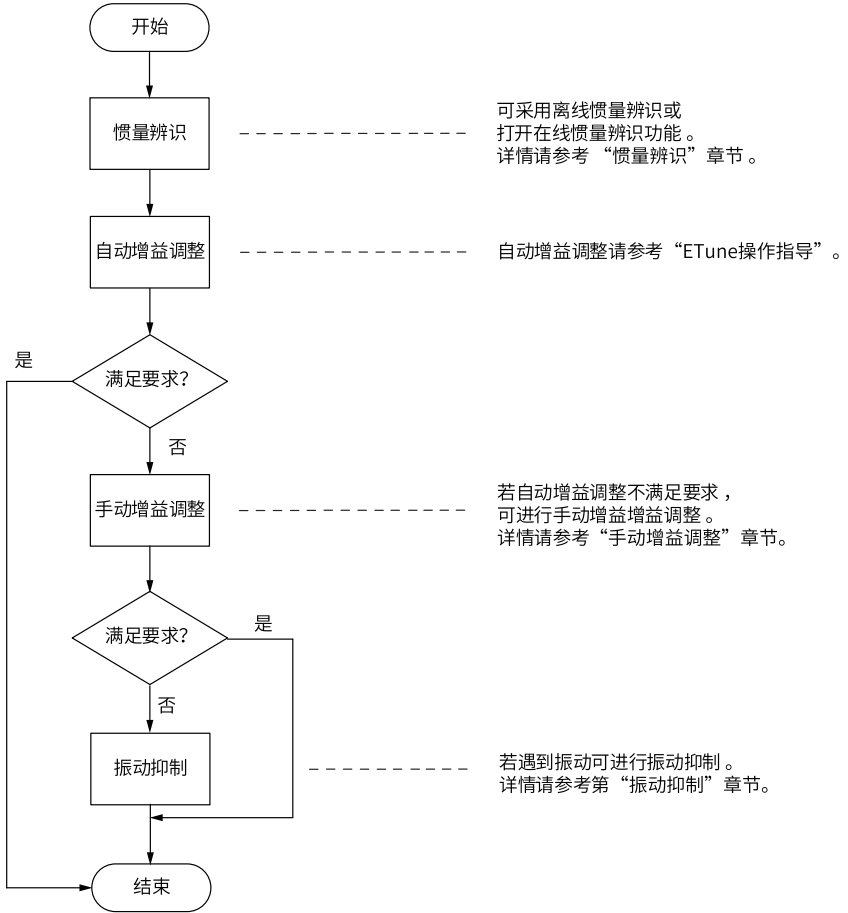 开始
惯量辨识
可采用离线惯量辨识或
打开在线惯量辨识功能。
详情请参考“惯量辨识”章节。
自动增益调整
自动增益调整请参考“ETune操作指导”。
是
满足要求？
否
手动增益调整
若自动增益调整不满足要求，
可进行手动增益增益调整。
详情请参考“手动增益调整”章节。
满足要求？
是
否
振动抑制
若遇到振动可进行振动抑制。
详情请参考第“振动抑制”章节。
结束